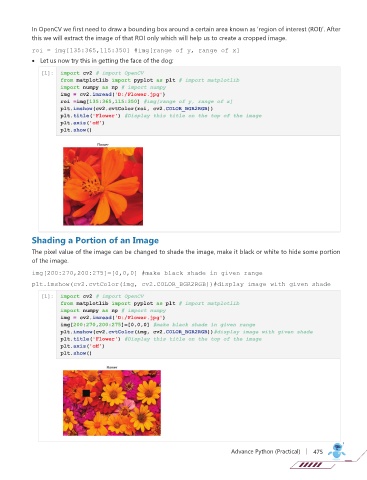 In OpenCV we first need to draw a bounding box around a certain area known as 'region of interest (ROI)'. After
this we will extract the image of that ROI only which will help us to create a cropped image.
roi = img[135:365,115:350] #img[range of y, range of x]
• Let us now try this in getting the face of the dog:
[1]: import cv2 # import OpenCV
from matplotlib import pyplot as plt # import matplotlib
import numpy as np # import numpy
img = cv2.imread('D:/Flower.jpg')
roi =img[135:365,115:350] #img[range of y, range of x]
plt.imshow(cv2.cvtColor(roi, cv2.COLOR_BGR2RGB))
plt.title('Flower') #Display this title on the top of the image
plt.axis('off')
plt.show()
Flower
Shading a Portion of an Image
The pixel value of the image can be changed to shade the image, make it black or white to hide some portion
of the image.
img[200:270,200:275]=[0,0,0] #make black shade in given range
plt.imshow(cv2.cvtColor(img, cv2.COLOR_BGR2RGB))#display image with given shade
[1]: import cv2 # import OpenCV
from matplotlib import pyplot as plt # import matplotlib
import numpy as np # import numpy
img = cv2.imread('D:/Flower.jpg')
img[200:270,200:275]=[0,0,0] #make black shade in given range
plt.imshow(cv2.cvtColor(img, cv2.COLOR_BGR2RGB))#display image with given shade
plt.title('Flower') #Display this title on the top of the image
plt.axis('off')
plt.show()
Flower
Advance Python (Practical) | 475